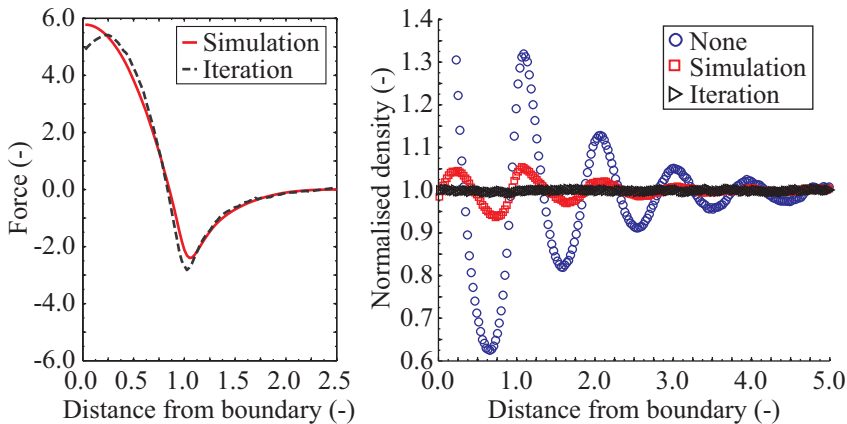 6.0
4.0
2.0
0.0
-2.0
-4.0
-6.0
Force (-)
Simulation
Iteration
0.0 0.5 1.0 1.5 2.0 2.5
Distance from boundary (-)
1.4
1.3
1.2
1.1
1.0
0.9
0.8
0.7
0.6
Normalised density (-)
None
Simulation
Iteration
0.0 1.0 2.0 3.0 4.0 5.0
Distance from boundary (-)